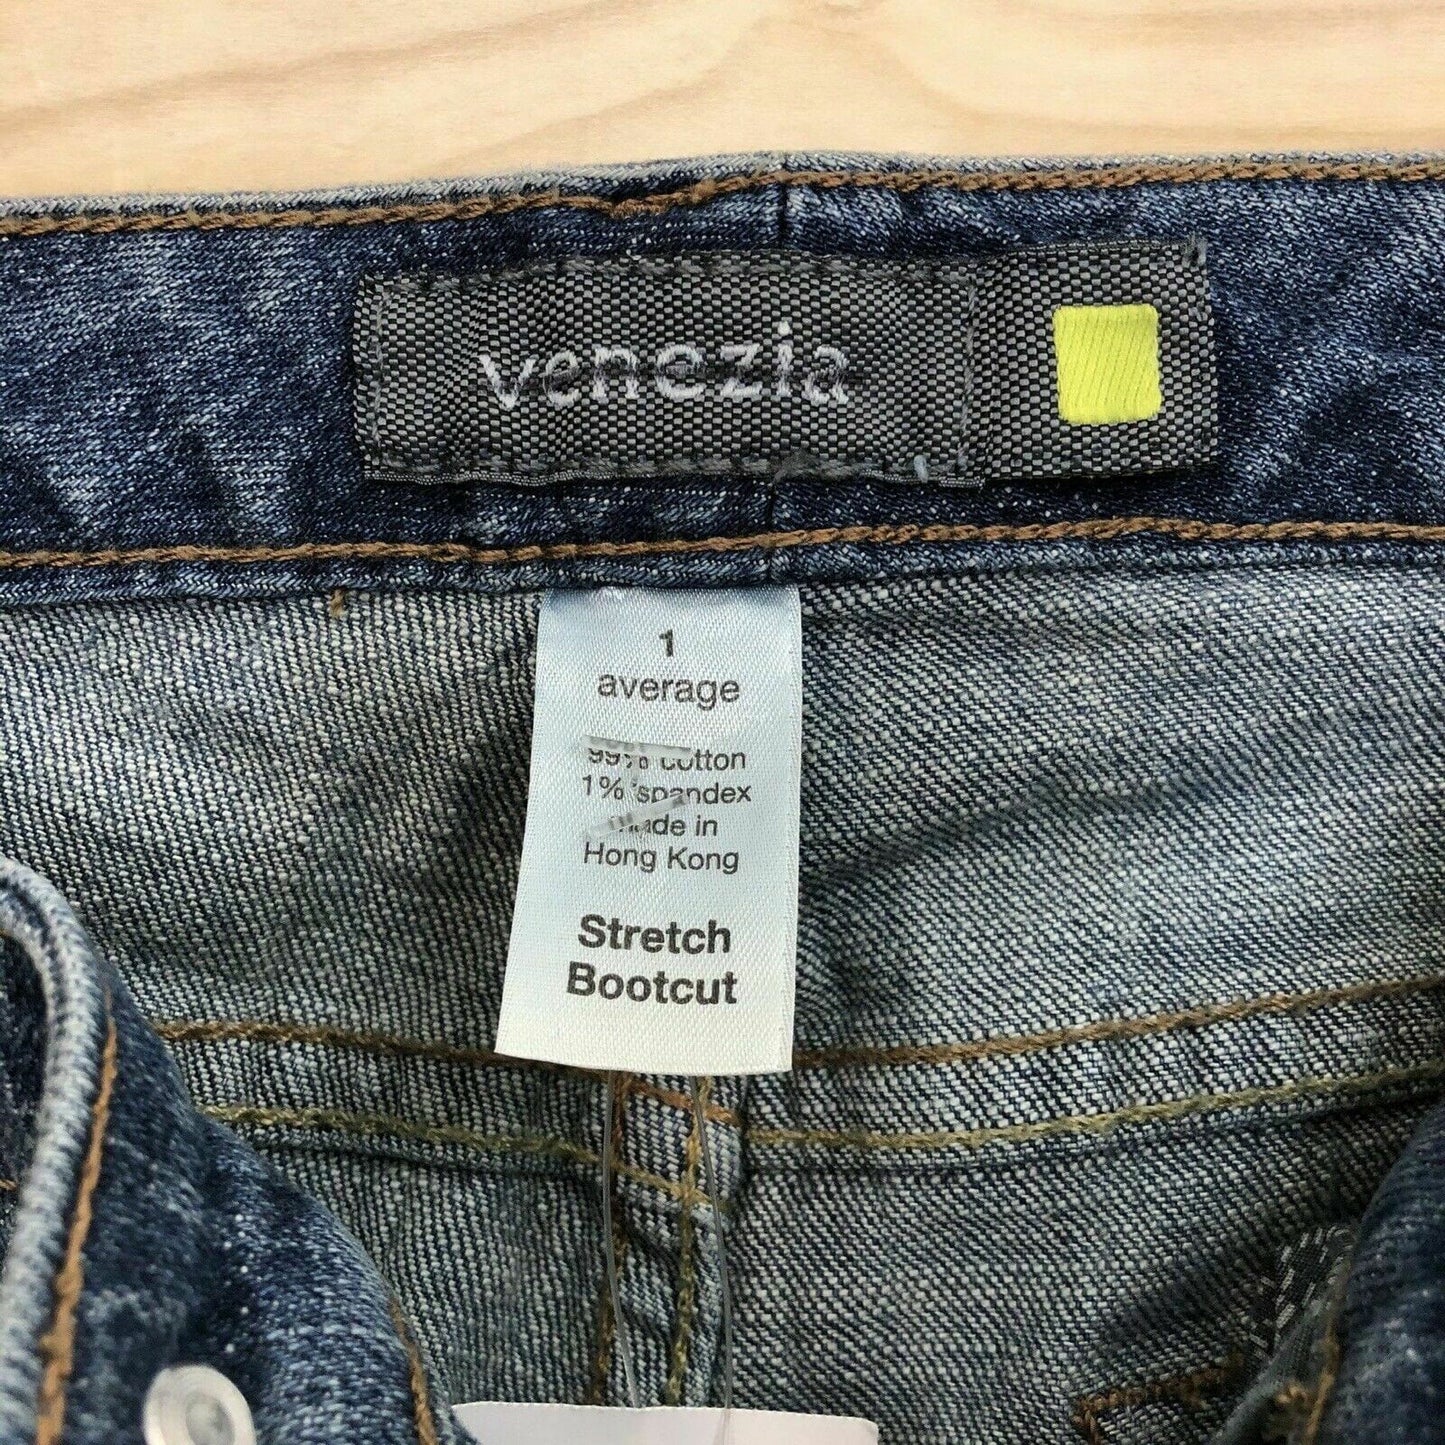 venezia
1
average
99% cotton
1% spandex
made in
Hong Kong
Stretch
Bootcut